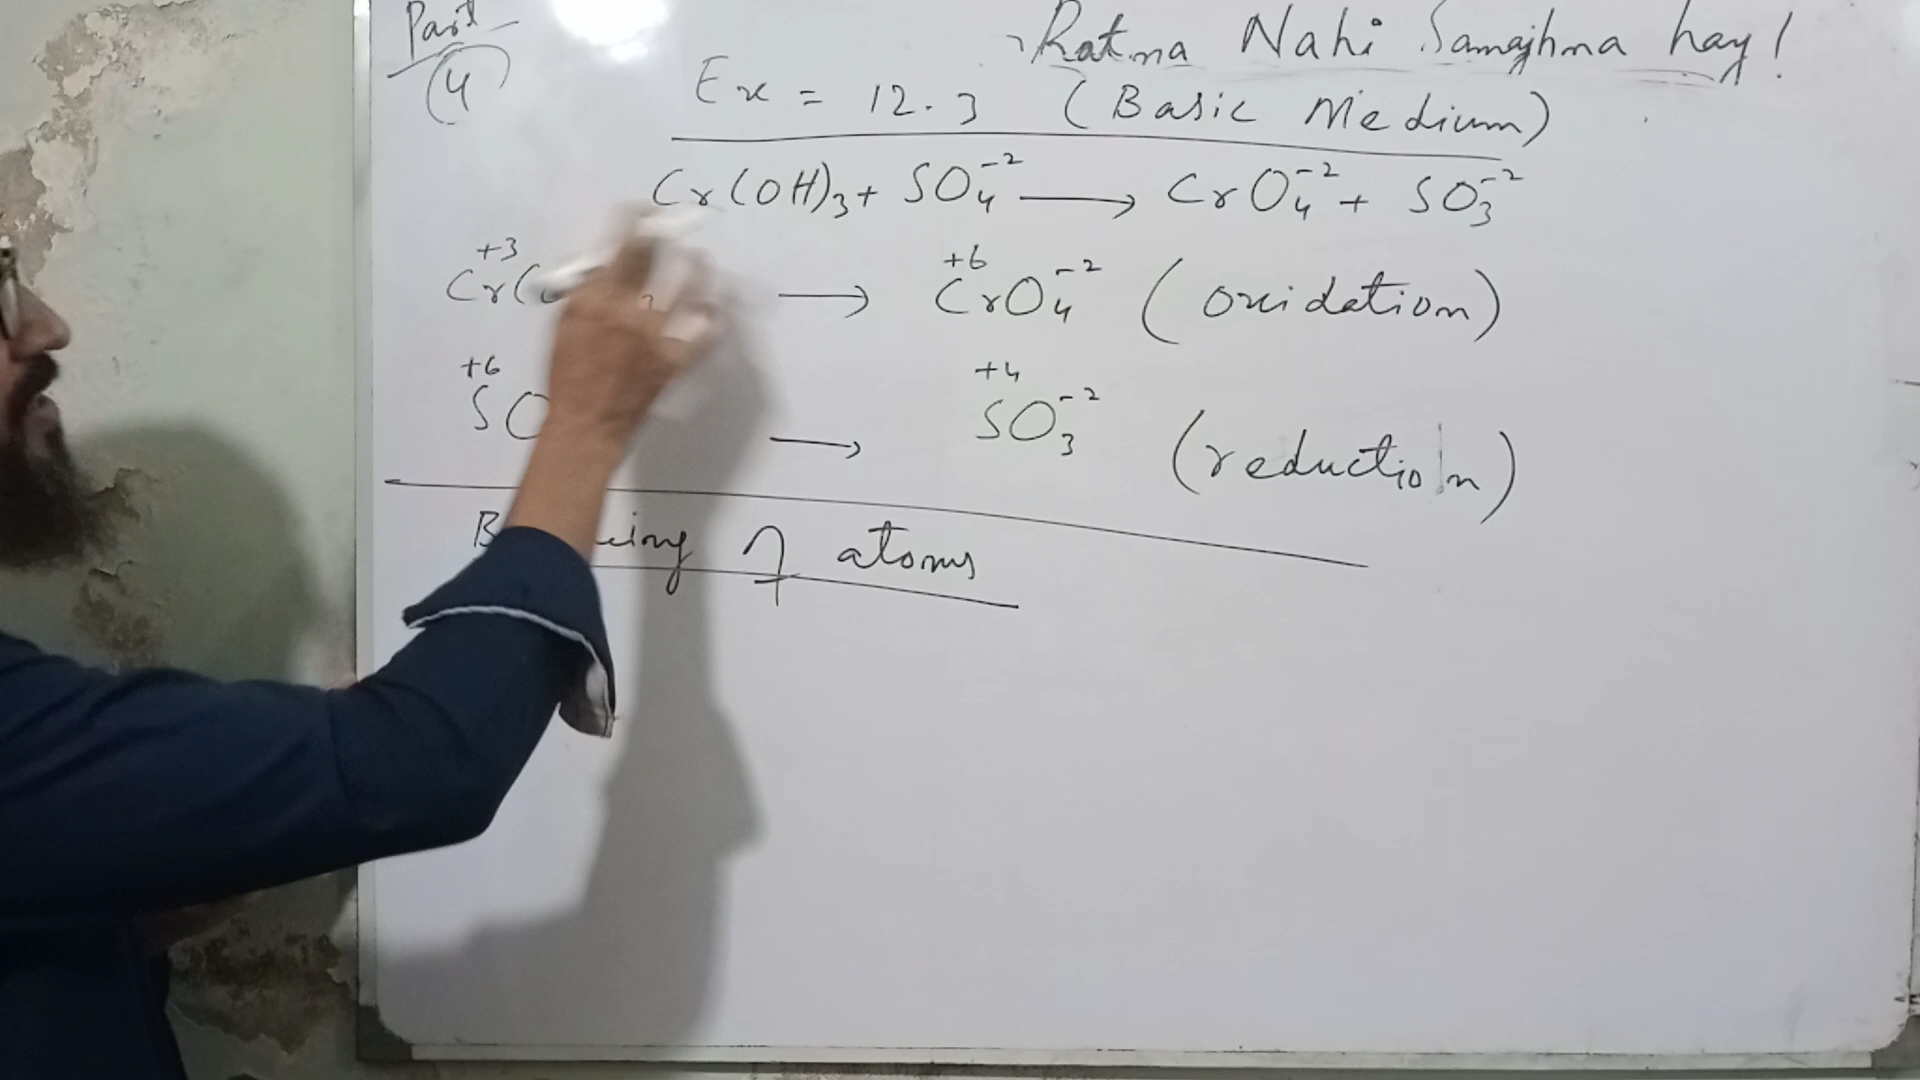 Part
(4)
Ratna Nahi Samajhna hay!
Ex = 12.3 (Basic Medium)
Cr(OH)₃ + SO₄⁻² ⟶ CrO₄⁻² + SO₃⁻²
+3 +6
Cr( ⟶ CrO₄⁻² (oxidation)
+6 +4
SO ⟶ SO₃⁻² (reduction)
of atoms